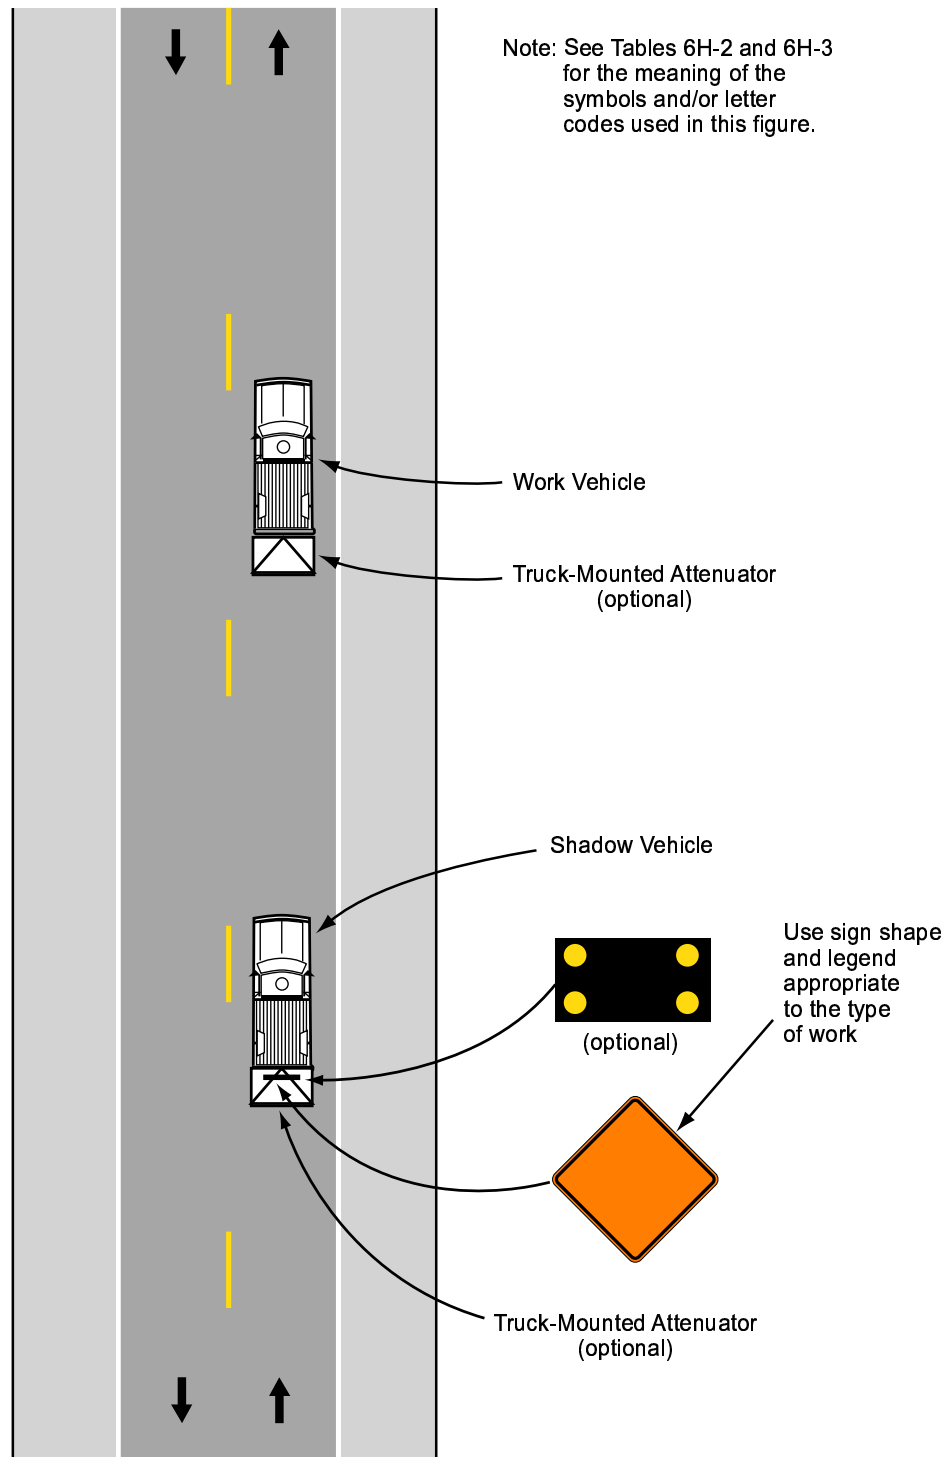 Note: See Tables 6H-2 and 6H-3
for the meaning of the
symbols and/or letter
codes used in this figure.
Work Vehicle
Truck-Mounted Attenuator
(optional)
Shadow Vehicle
Use sign shape
and legend
appropriate
to the type
of work
(optional)
Truck-Mounted Attenuator
(optional)